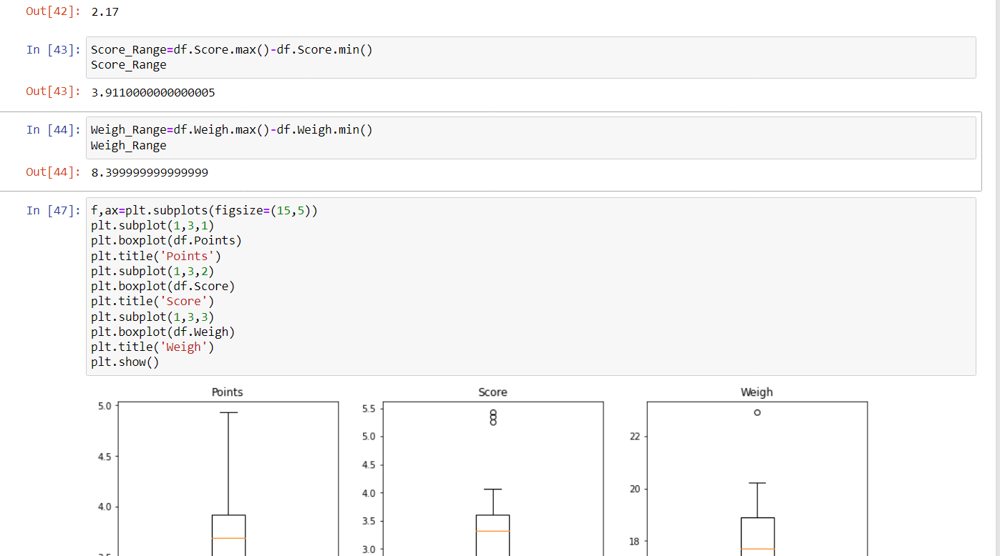 Out[42]: 2.17
In [43]: Score_Range=df.Score.max()-df.Score.min()
Score_Range
Out[43]: 3.9110000000000005
In [44]: Weigh_Range=df.Weigh.max()-df.Weigh.min()
Weigh_Range
Out[44]: 8.399999999999999
In [47]: f,ax=plt.subplots(figsize=(15,5))
plt.subplot(1,3,1)
plt.boxplot(df.Points)
plt.title('Points')
plt.subplot(1,3,2)
plt.boxplot(df.Score)
plt.title('Score')
plt.subplot(1,3,3)
plt.boxplot(df.Weigh)
plt.title('Weigh')
plt.show()
Points
5.0
4.5
4.0
Score
5.5
5.0
4.5
4.0
3.5
3.0
Weigh
22
20
18